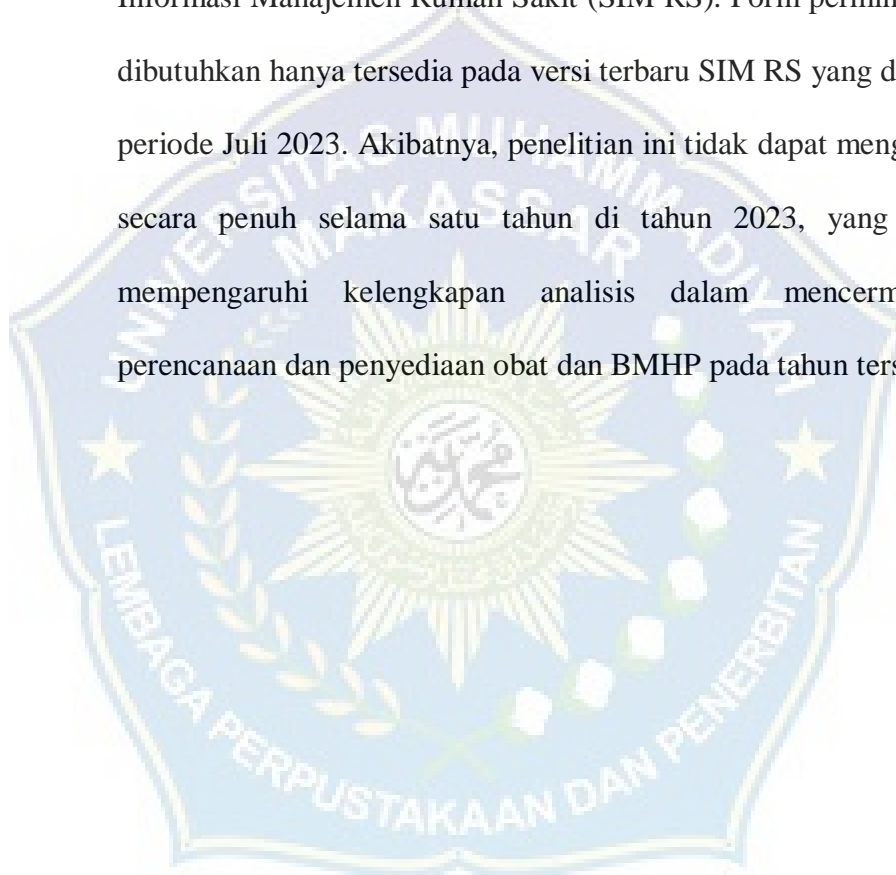 Informasi Manajemen Rumah Sakit (SIM RS). Form permin
dibutuhkan hanya tersedia pada versi terbaru SIM RS yang d
periode Juli 2023. Akibatnya, penelitian ini tidak dapat meng
secara penuh selama satu tahun di tahun 2023, yang
mempengaruhi kelengkapan analisis dalam mencerm
perencanaan dan penyediaan obat dan BMHP pada tahun ters
UNIVERSITAS MUHAMMADIYAH
MAKASSAR
LEMBAGA PERPUSTAKAAN DAN PENERBITAN